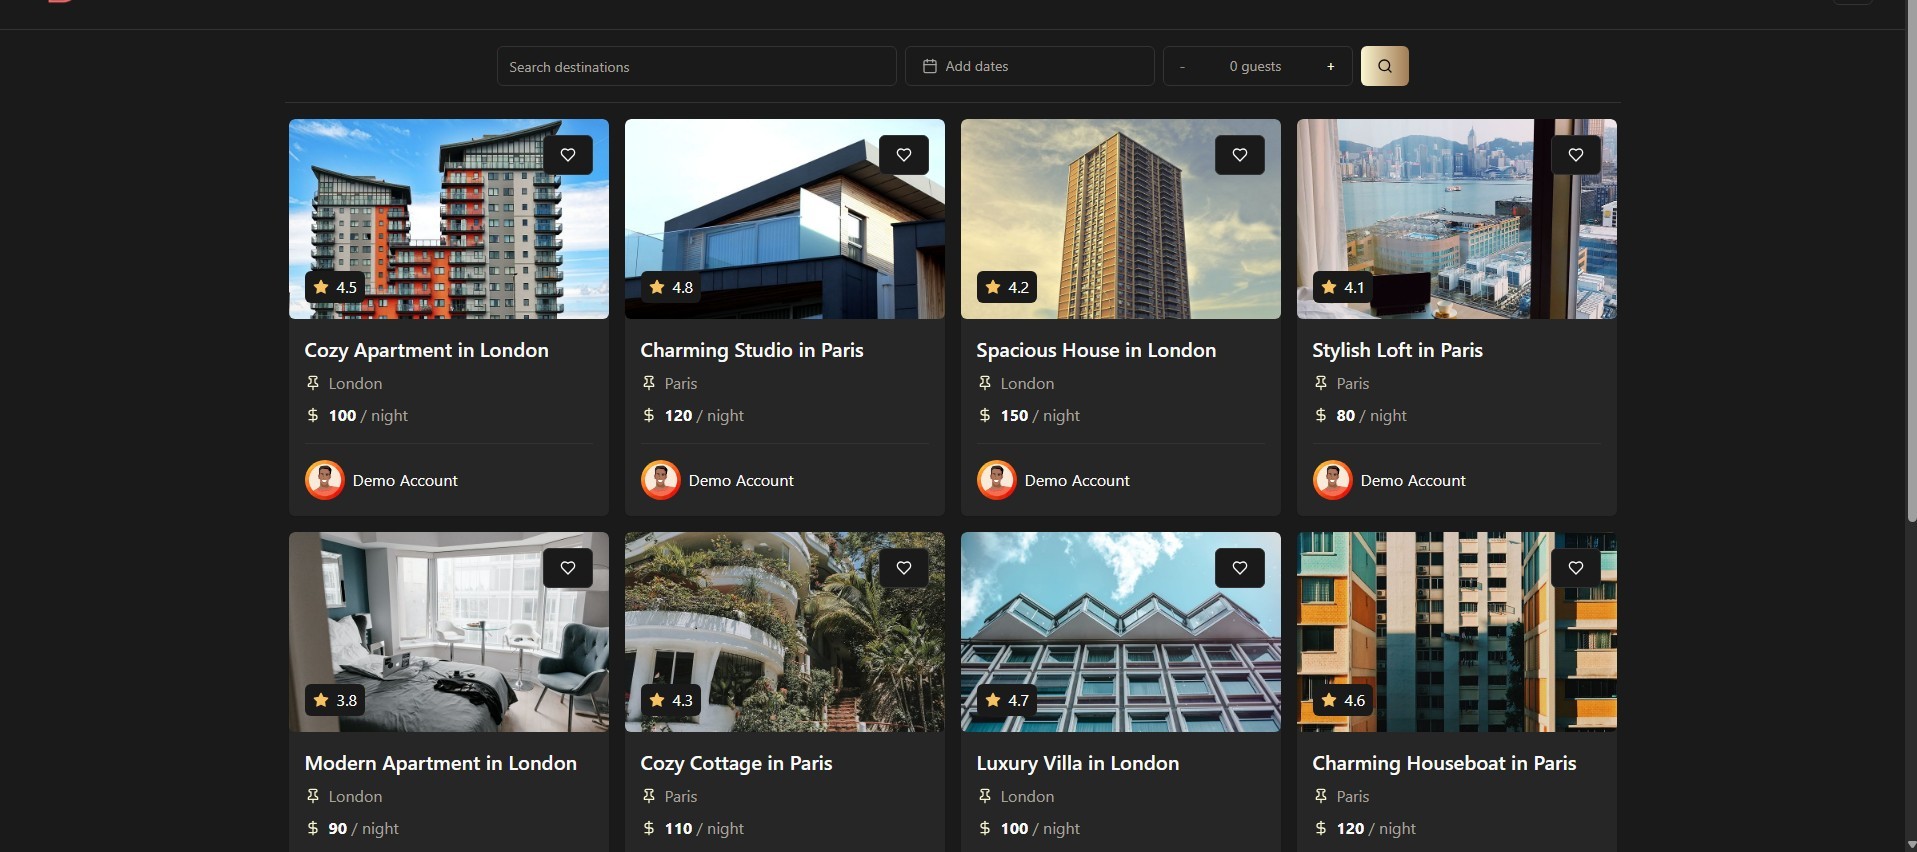 Search destinations
Add dates
- 0 guests +
4.5
4.8
4.2
4.1
Cozy Apartment in London
Charming Studio in Paris
Spacious House in London
Stylish Loft in Paris
London
Paris
London
Paris
$ 100 / night
$ 120 / night
$ 150 / night
$ 80 / night
Demo Account
Demo Account
Demo Account
Demo Account
3.8
4.3
4.7
4.6
Modern Apartment in London
Cozy Cottage in Paris
Luxury Villa in London
Charming Houseboat in Paris
London
Paris
London
Paris
$ 90 / night
$ 110 / night
$ 100 / night
$ 120 / night